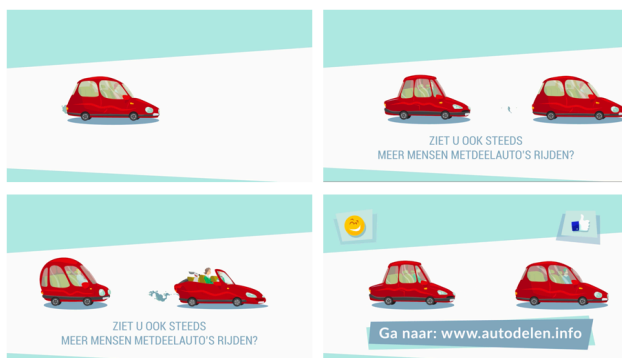 ZIET U OOK STEEDS
MEER MENSEN METDEELAUTO'S RIJDEN?
ZIET U OOK STEEDS
MEER MENSEN METDEELAUTO'S RIJDEN?
Ga naar: www.autodelen.info